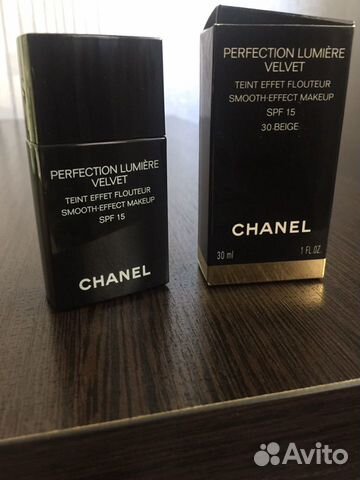 PERFECTION LUMIÈRE
VELVET
TEINT EFFET FLOUTEUR
SMOOTH-EFFECT MAKEUP
SPF 15
CHANEL
PERFECTION LUMIÈRE
VELVET
TEINT EFFET FLOUTEUR
SMOOTH-EFFECT MAKEUP
SPF 15
30 BEIGE
CHANEL
30 ml 1 FL.OZ.
Avito